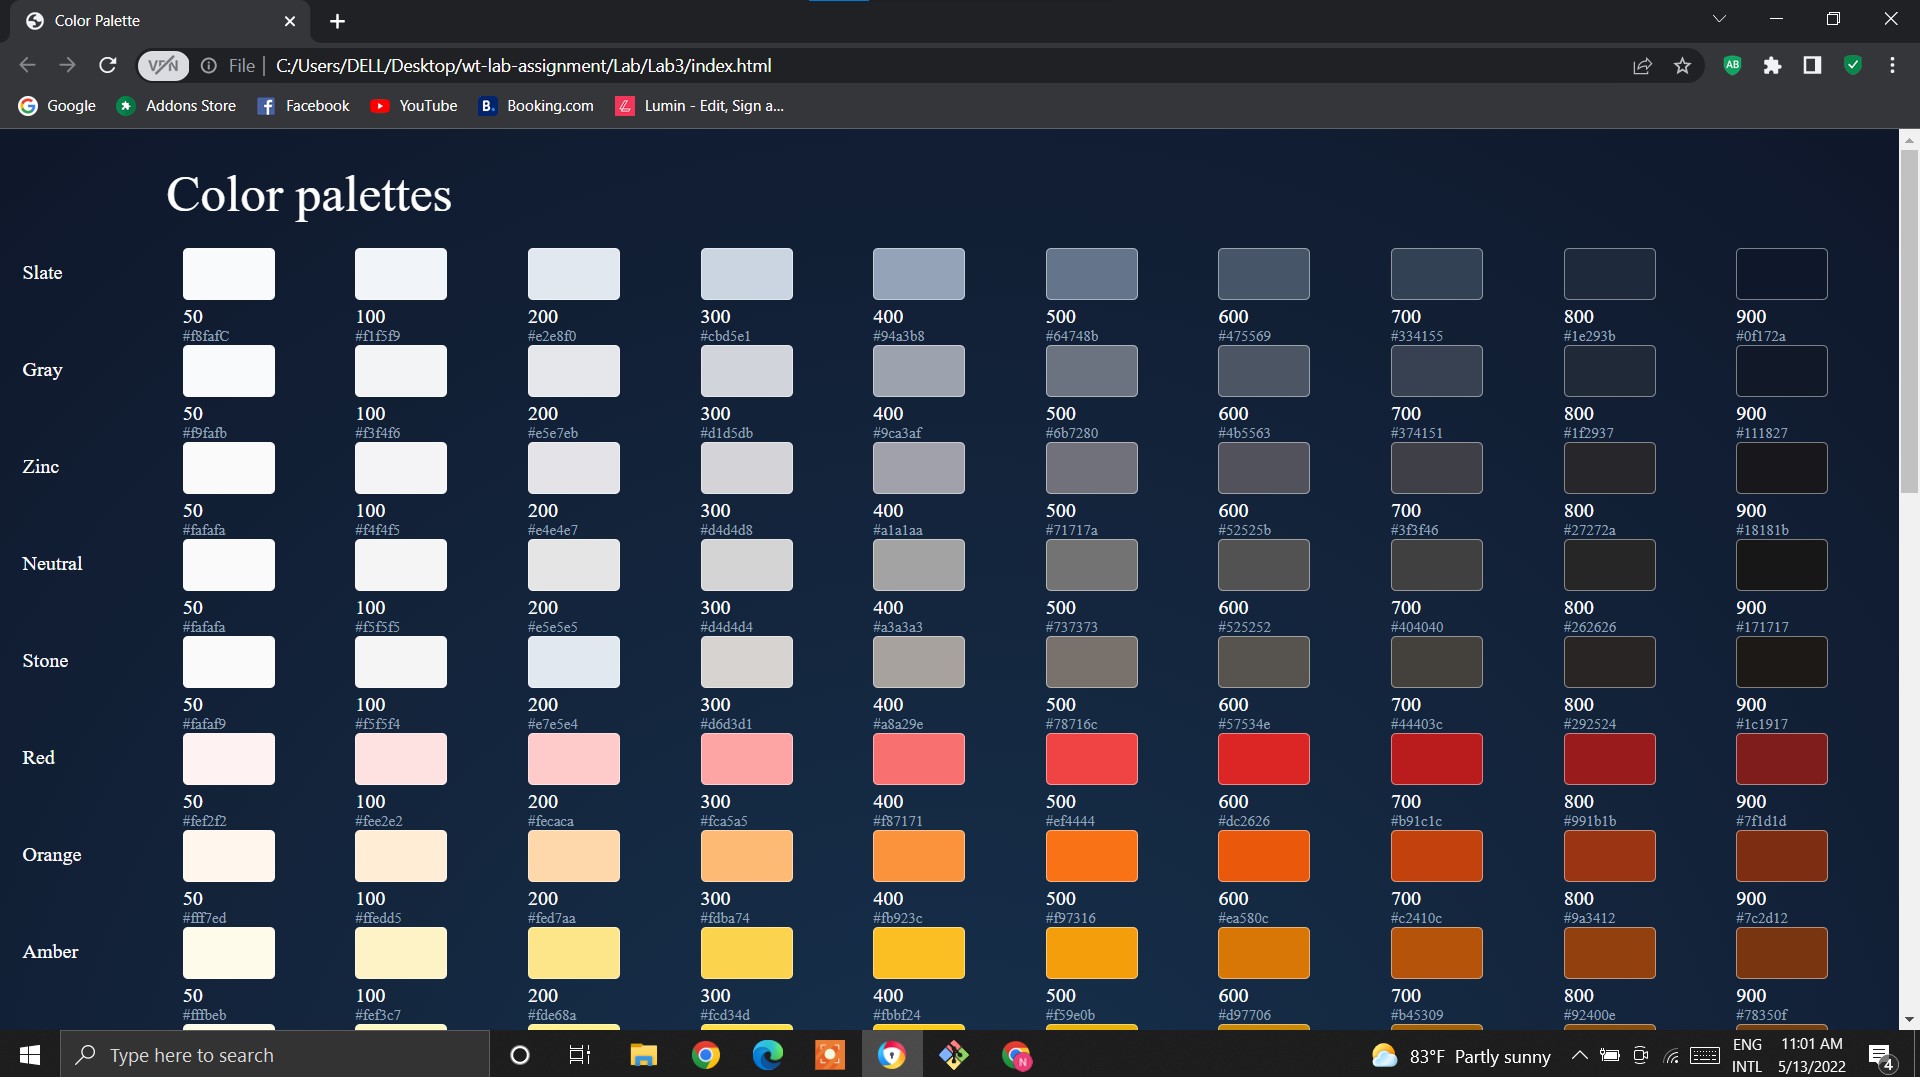 Color Palette
VPN File C:/Users/DELL/Desktop/wt-lab-assignment/Lab/Lab3/index.html AB
Google Addons Store Facebook YouTube B. Booking.com Lumin - Edit, Sign a...
Color palettes
Slate
50 100 200 300 400 500 600 700 800 900
#f8fafC #f1f5f9 #e2e8f0 #cbd5e1 #94a3b8 #64748b #475569 #334155 #1e293b #0f172a
Gray
50 100 200 300 400 500 600 700 800 900
#f9fafb #f3f4f6 #e5e7eb #d1d5db #9ca3af #6b7280 #4b5563 #374151 #1f2937 #111827
Zinc
50 100 200 300 400 500 600 700 800 900
#fafafa #f4f4f5 #e4e4e7 #d4d4d8 #a1a1aa #71717a #52525b #3f3f46 #27272a #18181b
Neutral
50 100 200 300 400 500 600 700 800 900
#fafafa #f5f5f5 #e5e5e5 #d4d4d4 #a3a3a3 #737373 #525252 #404040 #262626 #171717
Stone
50 100 200 300 400 500 600 700 800 900
#fafaf9 #f5f5f4 #e7e5e4 #d6d3d1 #a8a29e #78716c #57534e #44403c #292524 #1c1917
Red
50 100 200 300 400 500 600 700 800 900
#fef2f2 #fee2e2 #fecaca #fca5a5 #f87171 #ef4444 #dc2626 #b91c1c #991b1b #7f1d1d
Orange
50 100 200 300 400 500 600 700 800 900
#fff7ed #ffedd5 #fed7aa #fdba74 #fb923c #f97316 #ea580c #c2410c #9a3412 #7c2d12
Amber
50 100 200 300 400 500 600 700 800 900
#fffbeb #fef3c7 #fde68a #fcd34d #fbbf24 #f59e0b #d97706 #b45309 #92400e #78350f
Type here to search N 83°F Partly sunny ENG 11:01 AM
INTL 5/13/2022 4